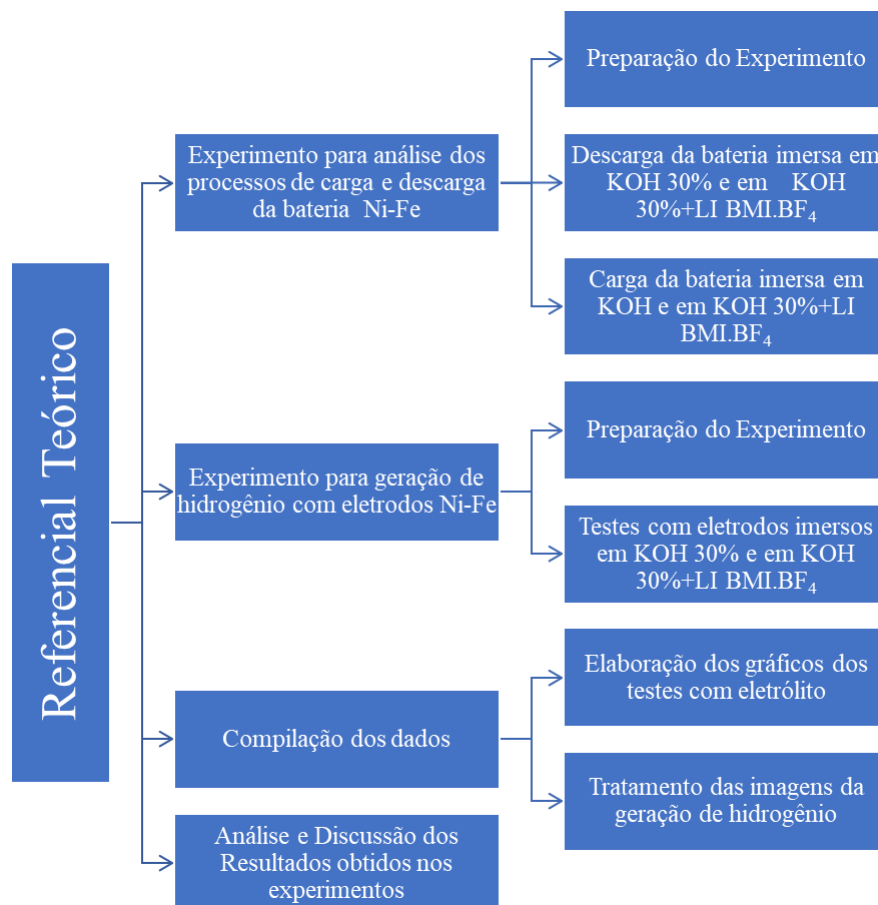 Referencial Teórico
Experimento para análise dos
processos de carga e descarga
da bateria Ni-Fe
Preparação do Experimento
Descarga da bateria imersa em
KOH 30% e em KOH
30%+LI BMI.BF₄
Carga da bateria imersa em
KOH e em KOH 30%+LI
BMI.BF₄
Experimento para geração de
hidrogênio com eletrodos Ni-Fe
Preparação do Experimento
Testes com eletrodos imersos
em KOH 30% e em KOH
30%+LI BMI.BF₄
Compilação dos dados
Elaboração dos gráficos dos
testes com eletrólito
Tratamento das imagens da
geração de hidrogênio
Análise e Discussão dos
Resultados obtidos nos
experimentos